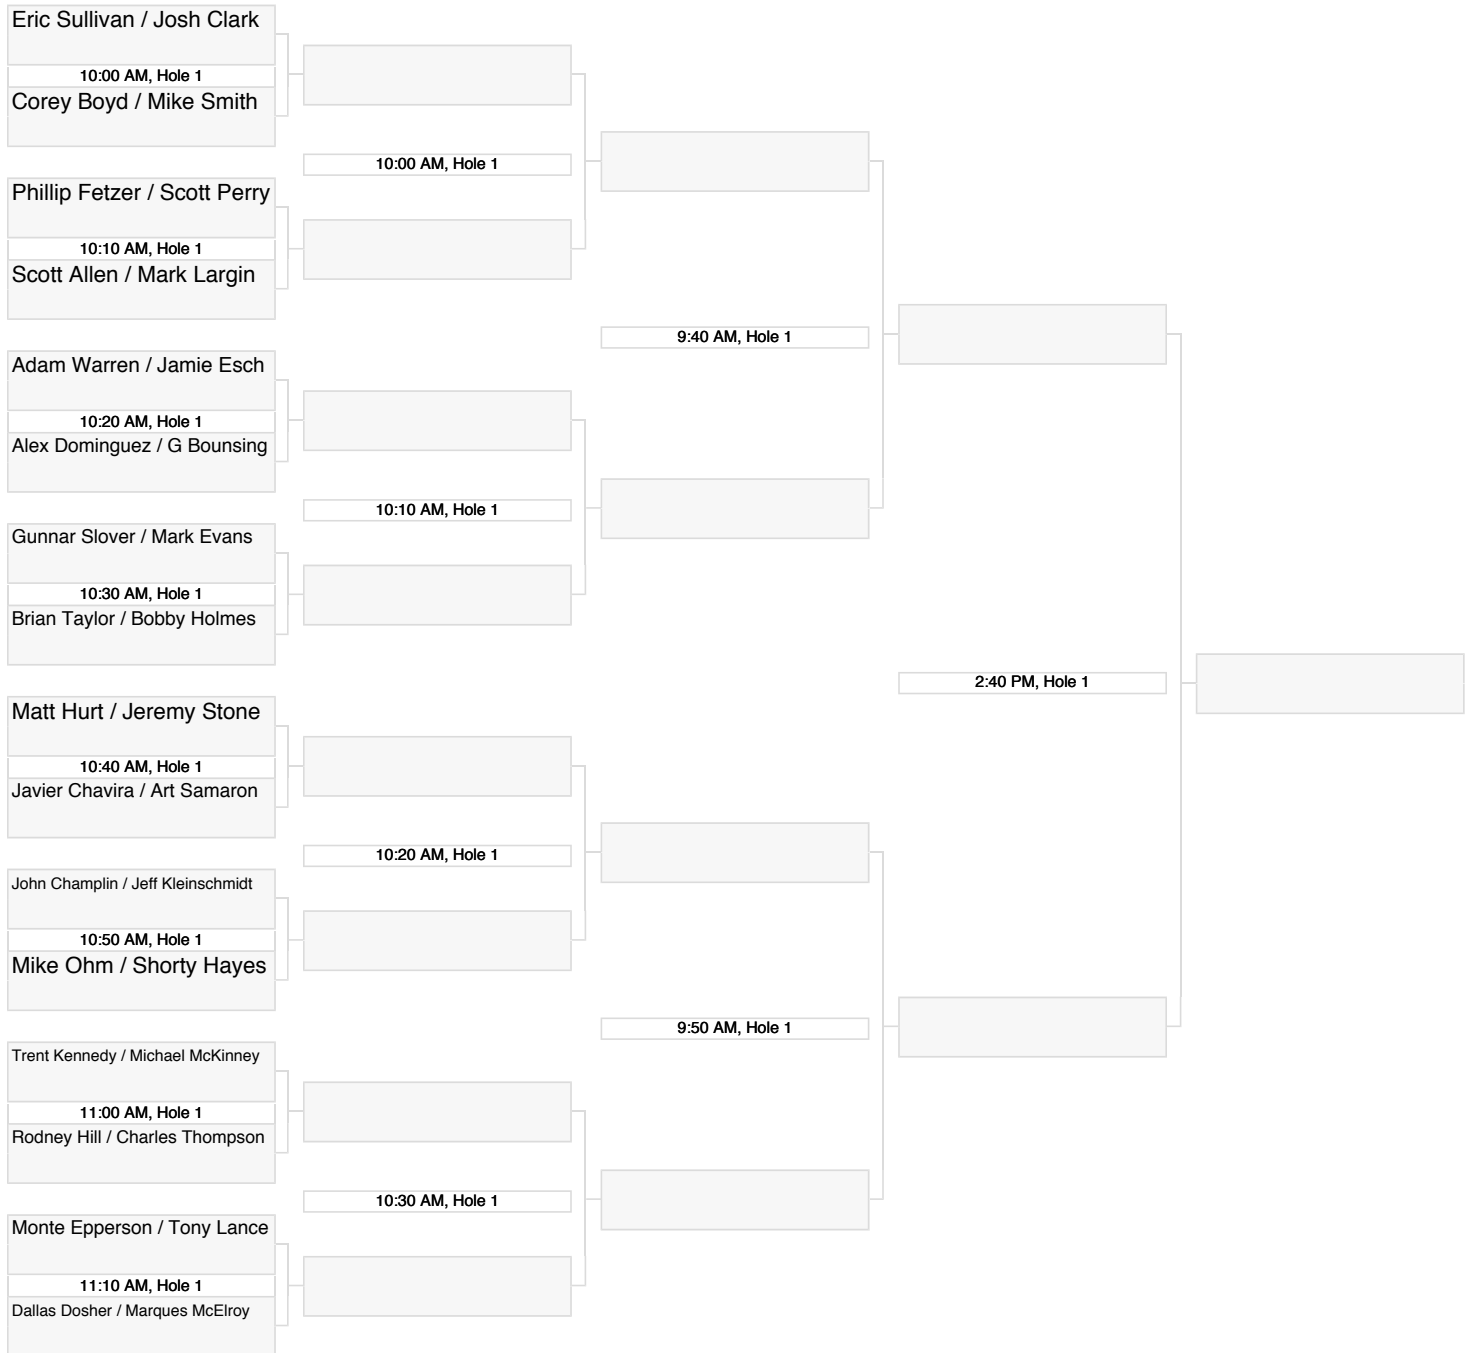 Eric Sullivan / Josh Clark
10:00 AM, Hole 1
Corey Boyd / Mike Smith
10:00 AM, Hole 1
Phillip Fetzer / Scott Perry
10:10 AM, Hole 1
Scott Allen / Mark Largin
9:40 AM, Hole 1
Adam Warren / Jamie Esch
10:20 AM, Hole 1
Alex Dominguez / G Bounsing
10:10 AM, Hole 1
Gunnar Slover / Mark Evans
10:30 AM, Hole 1
Brian Taylor / Bobby Holmes
2:40 PM, Hole 1
Matt Hurt / Jeremy Stone
10:40 AM, Hole 1
Javier Chavira / Art Samaron
10:20 AM, Hole 1
John Champlin / Jeff Kleinschmidt
10:50 AM, Hole 1
Mike Ohm / Shorty Hayes
9:50 AM, Hole 1
Trent Kennedy / Michael McKinney
11:00 AM, Hole 1
Rodney Hill / Charles Thompson
10:30 AM, Hole 1
Monte Epperson / Tony Lance
11:10 AM, Hole 1
Dallas Dosher / Marques McElroy